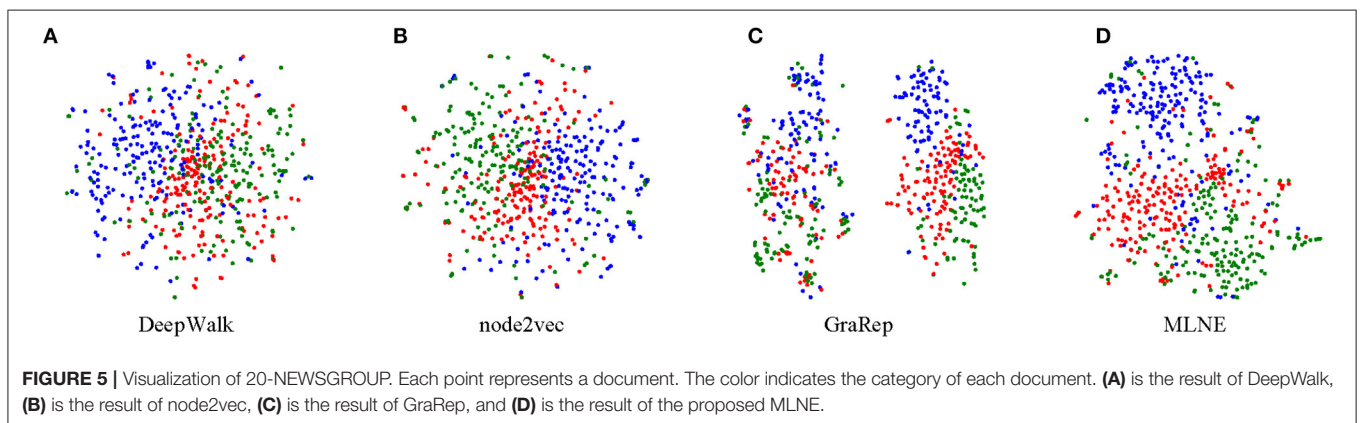 A
B
C
D
DeepWalk
node2vec
GraRep
MLNE
FIGURE 5 | Visualization of 20-NEWSGROUP. Each point represents a document. The color indicates the category of each document. (A) is the result of DeepWalk,
(B) is the result of node2vec, (C) is the result of GraRep, and (D) is the result of the proposed MLNE.